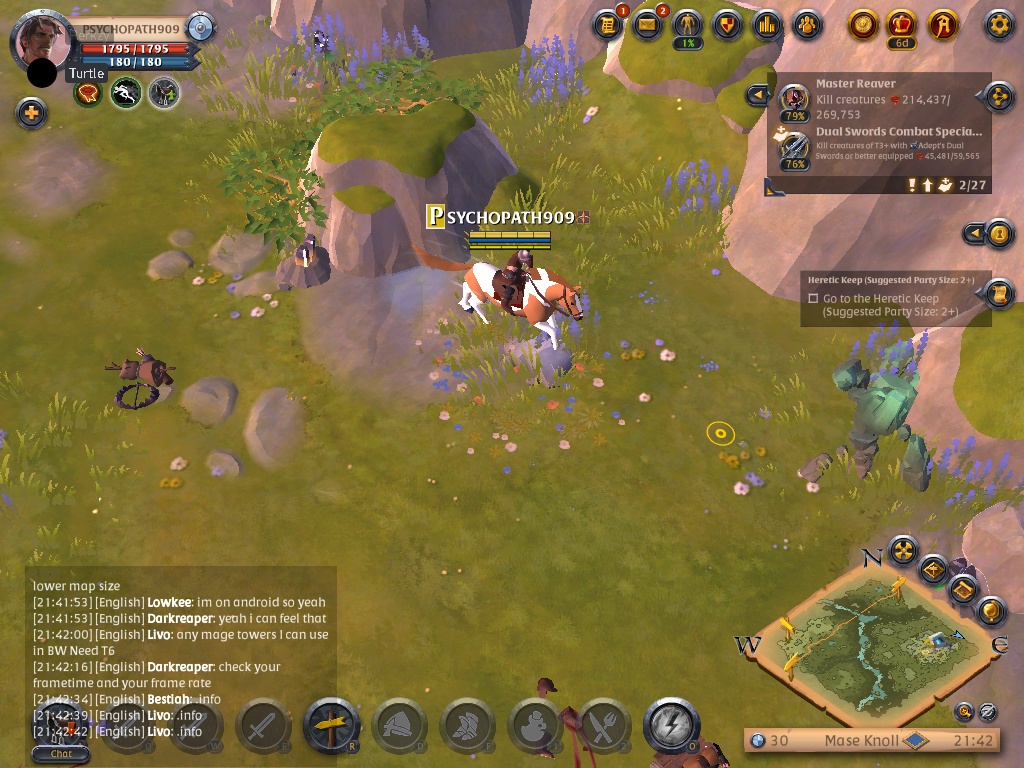 PSYCHOPATH909
1795 / 1795
180 / 180
Turtle
1
2
1%
6d
Master Reaver
Kill creatures 214,437/
269,753
79%
Dual Swords Combat Specia...
Kill creatures of T3+ with Adept's Dual
Swords or better equipped 45,481/59,565
76%
2/27
PSYCHOPATH909
Heretic Keep (Suggested Party Size: 2+)
Go to the Heretic Keep
(Suggested Party Size: 2+)
lower map size
[21:41:53] [English] Lowkee: im on android so yeah
[21:41:53] [English] Darkreaper: yeah i can feel that
[21:42:00] [English] Livo: any mage towers I can use
in BW Need T6
[21:42:16] [English] Darkreaper: check your
frametime and your frame rate
[21:42:34] [English] Bestiah: .info
[21:42:39] [English] Livo: .info
[21:42:42] [English] Livo: .info
Chat
W
R
O
N
W
E
30
Mase Knoll
21:42